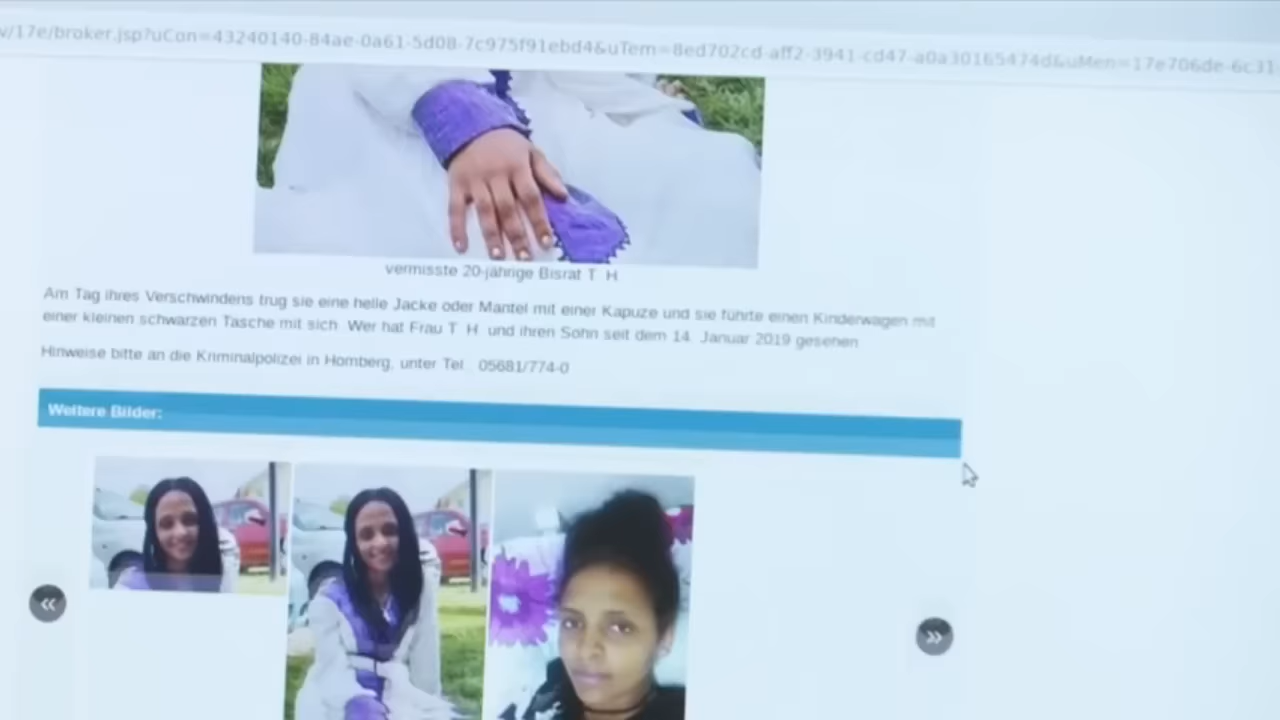 v/17e/broker.jsp?uCon=43240140-84ae-0a61-5d08-7c975f91ebd4&uTem=8ed702cd-aff2-3941-cd47-a0a30165474d&uMen=17e706de-6c31-
vermisste 20-jährige Bisrat T. H.
Am Tag ihres Verschwindens trug sie eine helle Jacke oder Mantel mit einer Kapuze und sie führte einen Kinderwagen mit
einer kleinen schwarzen Tasche mit sich. Wer hat Frau T. H. und ihren Sohn seit dem 14. Januar 2019 gesehen
Hinweise bitte an die Kriminalpolizei in Homberg, unter Tel.: 05681/774-0
Weitere Bilder: